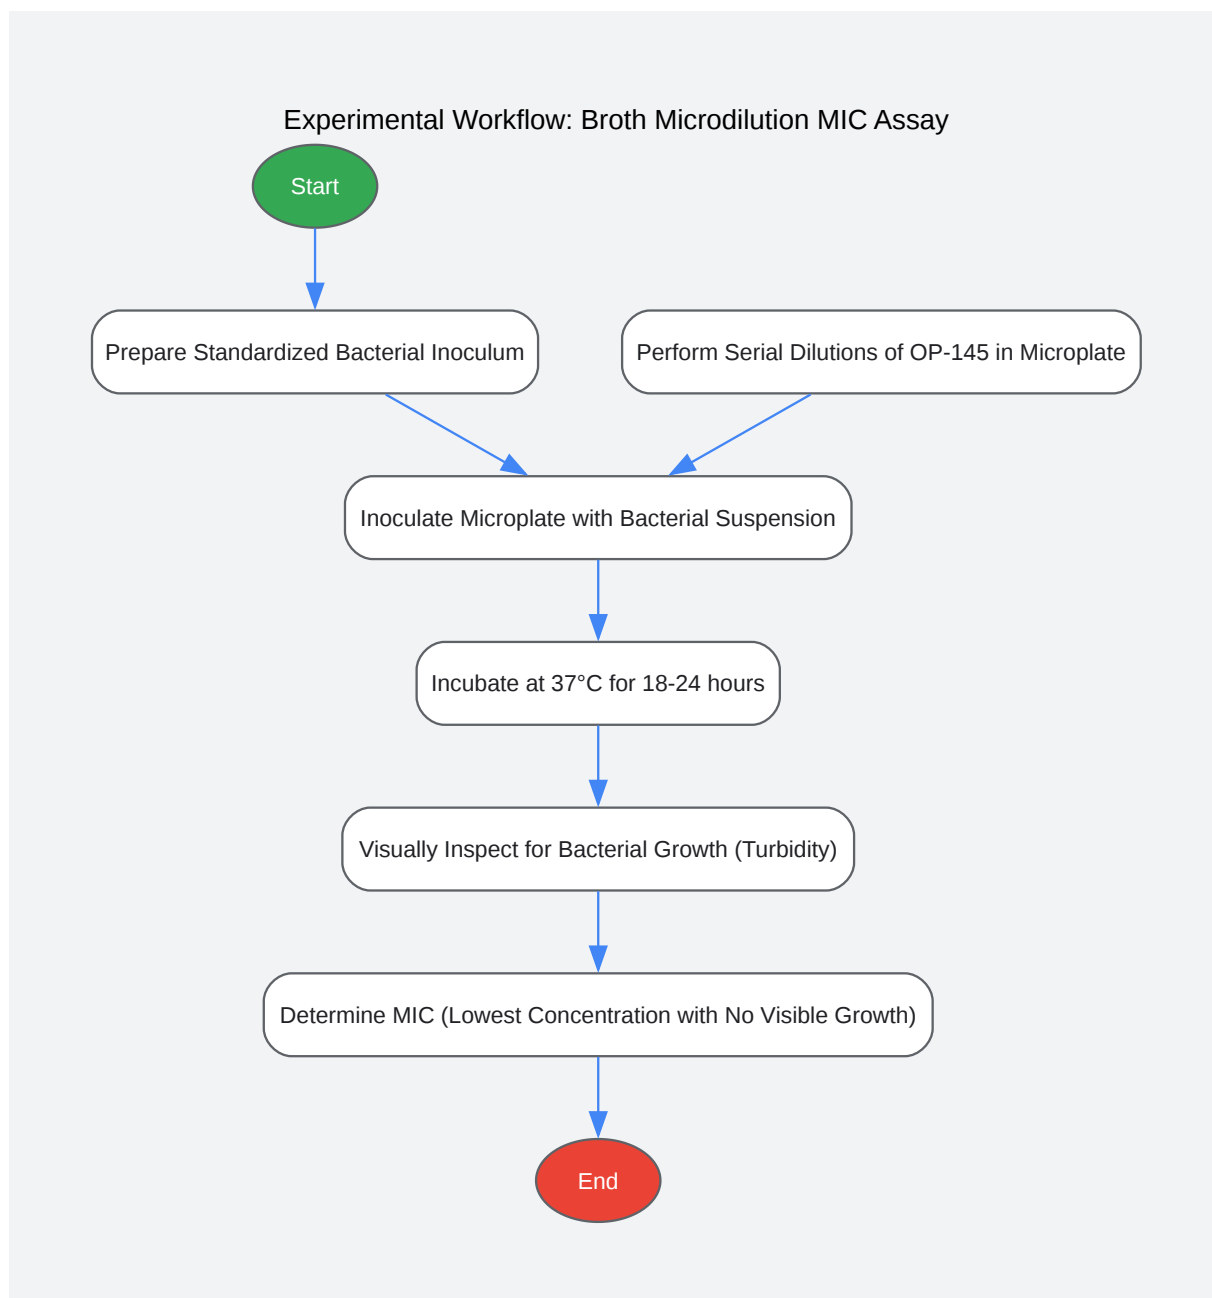 Experimental Workflow: Broth Microdilution MIC Assay
Start
Prepare Standardized Bacterial Inoculum
Perform Serial Dilutions of OP-145 in Microplate
Inoculate Microplate with Bacterial Suspension
Incubate at 37°C for 18-24 hours
Visually Inspect for Bacterial Growth (Turbidity)
Determine MIC (Lowest Concentration with No Visible Growth)
End